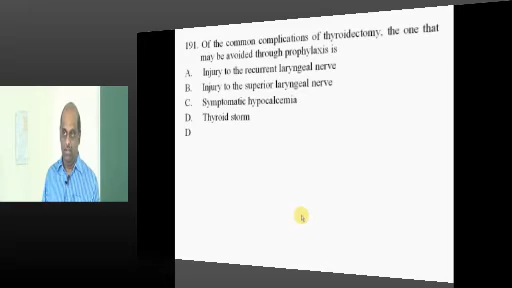 191. Of the common complications of thyroidectomy, the one that
may be avoided through prophylaxis is
A. Injury to the recurrent laryngeal nerve
B. Injury to the superior laryngeal nerve
C. Symptomatic hypocalcemia
D. Thyroid storm
D